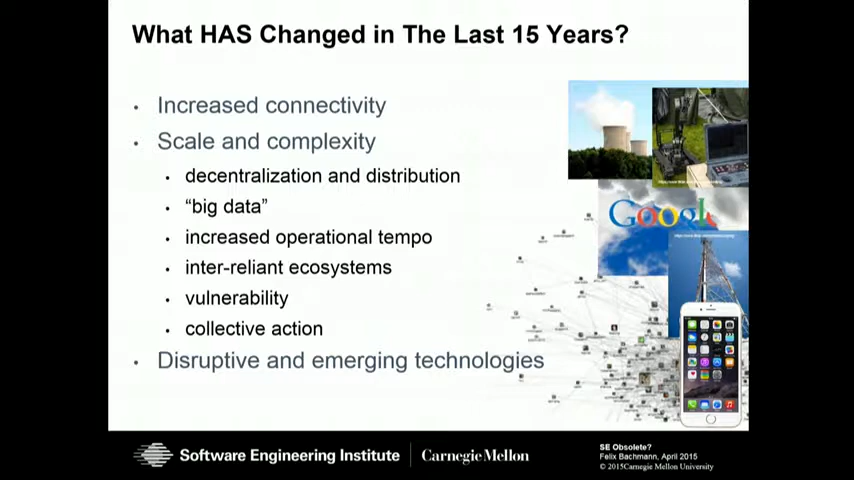 What HAS Changed in The Last 15 Years?
• Increased connectivity
• Scale and complexity
• decentralization and distribution
• “big data”
• increased operational tempo
• inter-reliant ecosystems
• vulnerability
• collective action
• Disruptive and emerging technologies
Google
Software Engineering Institute
Carnegie Mellon
SE Obsolete?
Felix Bachmann, April 2015
© 2015Carnegie Mellon University